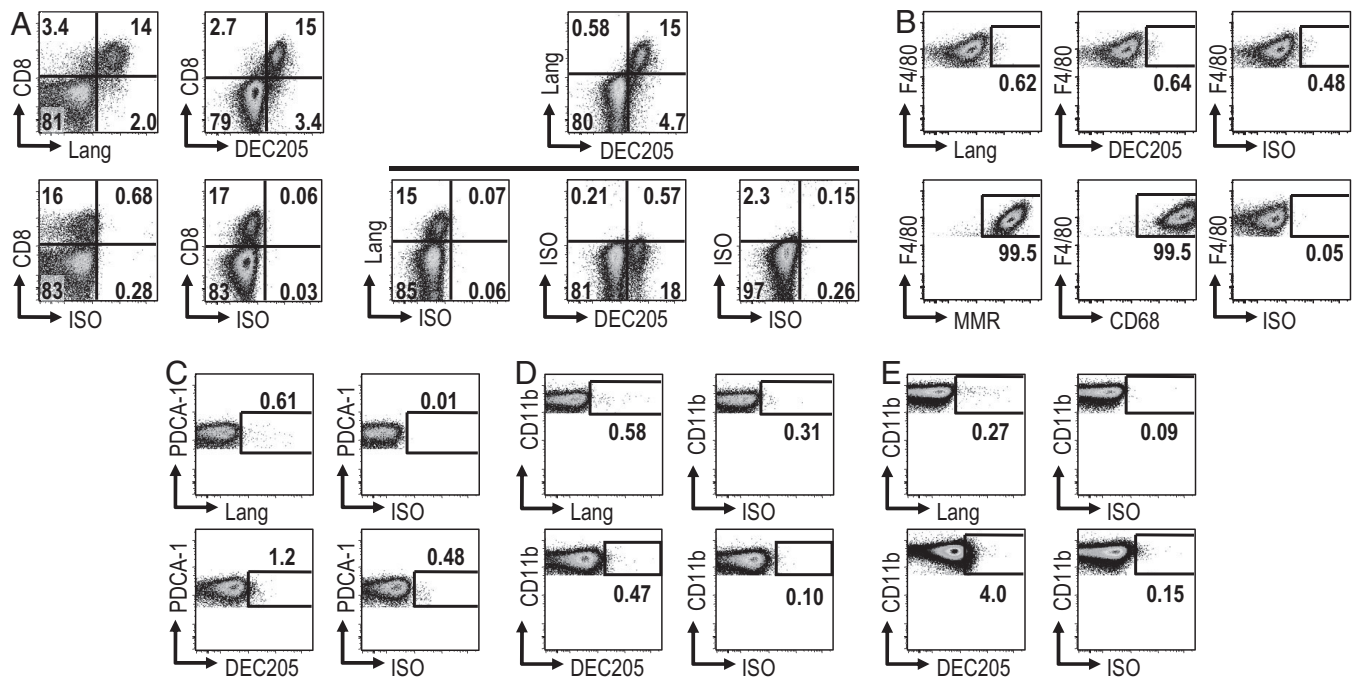 A
3.4 14
CD8
81 2.0
Lang
2.7 15
CD8
79 3.4
DEC205
0.58 15
Lang
80 4.7
DEC205
16 0.68
CD8
83 0.28
ISO
17 0.06
CD8
83 0.03
ISO
15 0.07
Lang
85 0.06
ISO
0.21 0.57
ISO
81 18
DEC205
2.3 0.15
ISO
97 0.26
ISO
B
F4/80
0.62
Lang
F4/80
0.64
DEC205
F4/80
0.48
ISO
F4/80
99.5
MMR
F4/80
99.5
CD68
F4/80
0.05
ISO
C
PDCA-1
0.61
Lang
PDCA-1
0.01
ISO
PDCA-1
1.2
DEC205
PDCA-1
0.48
ISO
D
CD11b
0.58
Lang
CD11b
0.31
ISO
CD11b
0.47
DEC205
CD11b
0.10
ISO
E
CD11b
0.27
Lang
CD11b
0.09
ISO
CD11b
4.0
DEC205
CD11b
0.15
ISO